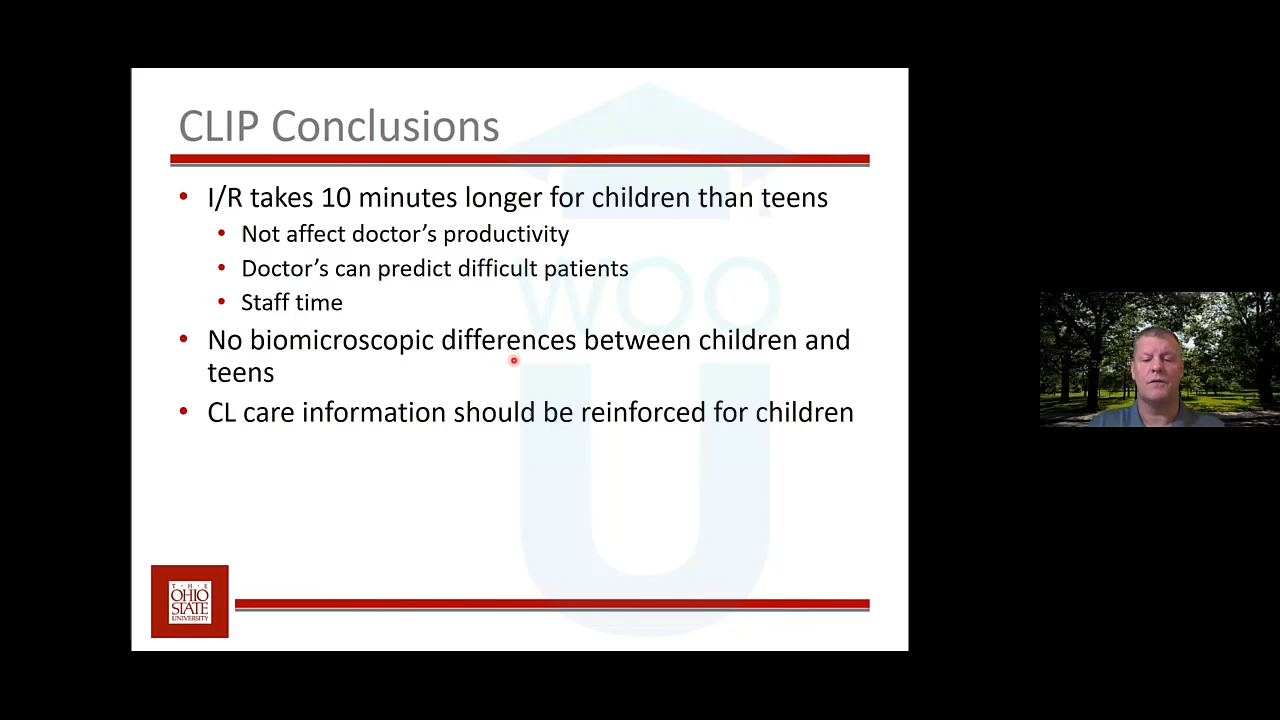 CLIP Conclusions
• I/R takes 10 minutes longer for children than teens
• Not affect doctor's productivity
• Doctor's can predict difficult patients
• Staff time
• No biomicroscopic differences between children and
teens
• CL care information should be reinforced for children
WOO
U
T · H · E
OHIO
STATE
UNIVERSITY